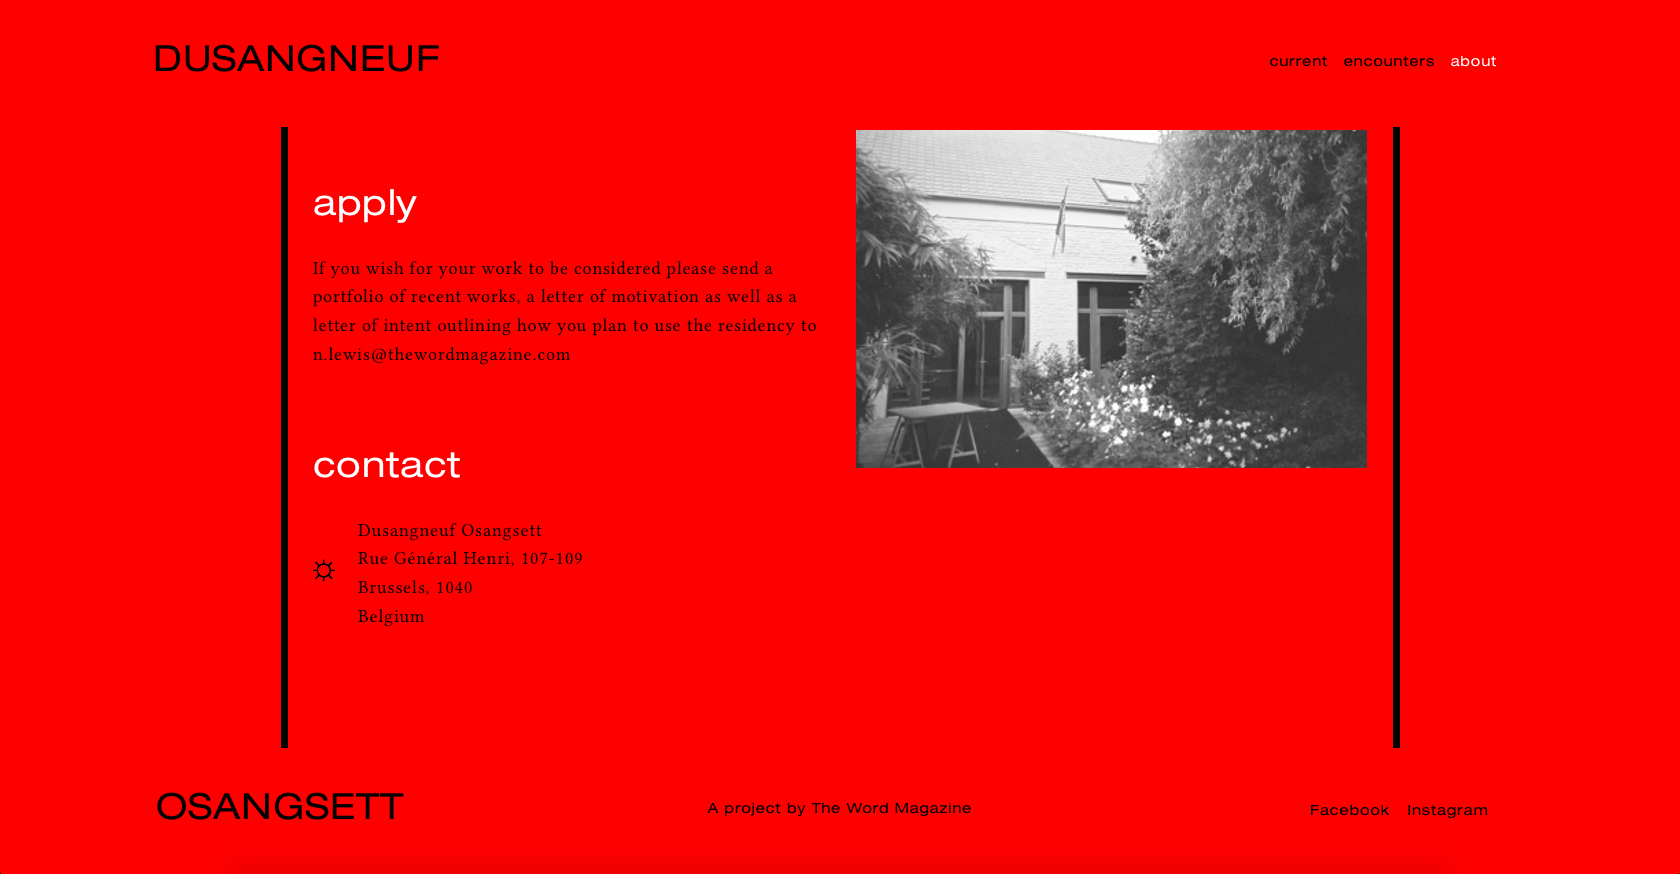 DUSANGNEUF
current encounters about
apply
If you wish for your work to be considered please send a
portfolio of recent works, a letter of motivation as well as a
letter of intent outlining how you plan to use the residency to
n.lewis@thewordmagazine.com
contact
Dusangneuf Osangsett
Rue Général Henri, 107-109
Brussels, 1040
Belgium
OSANGSETT
A project by The Word Magazine
Facebook Instagram